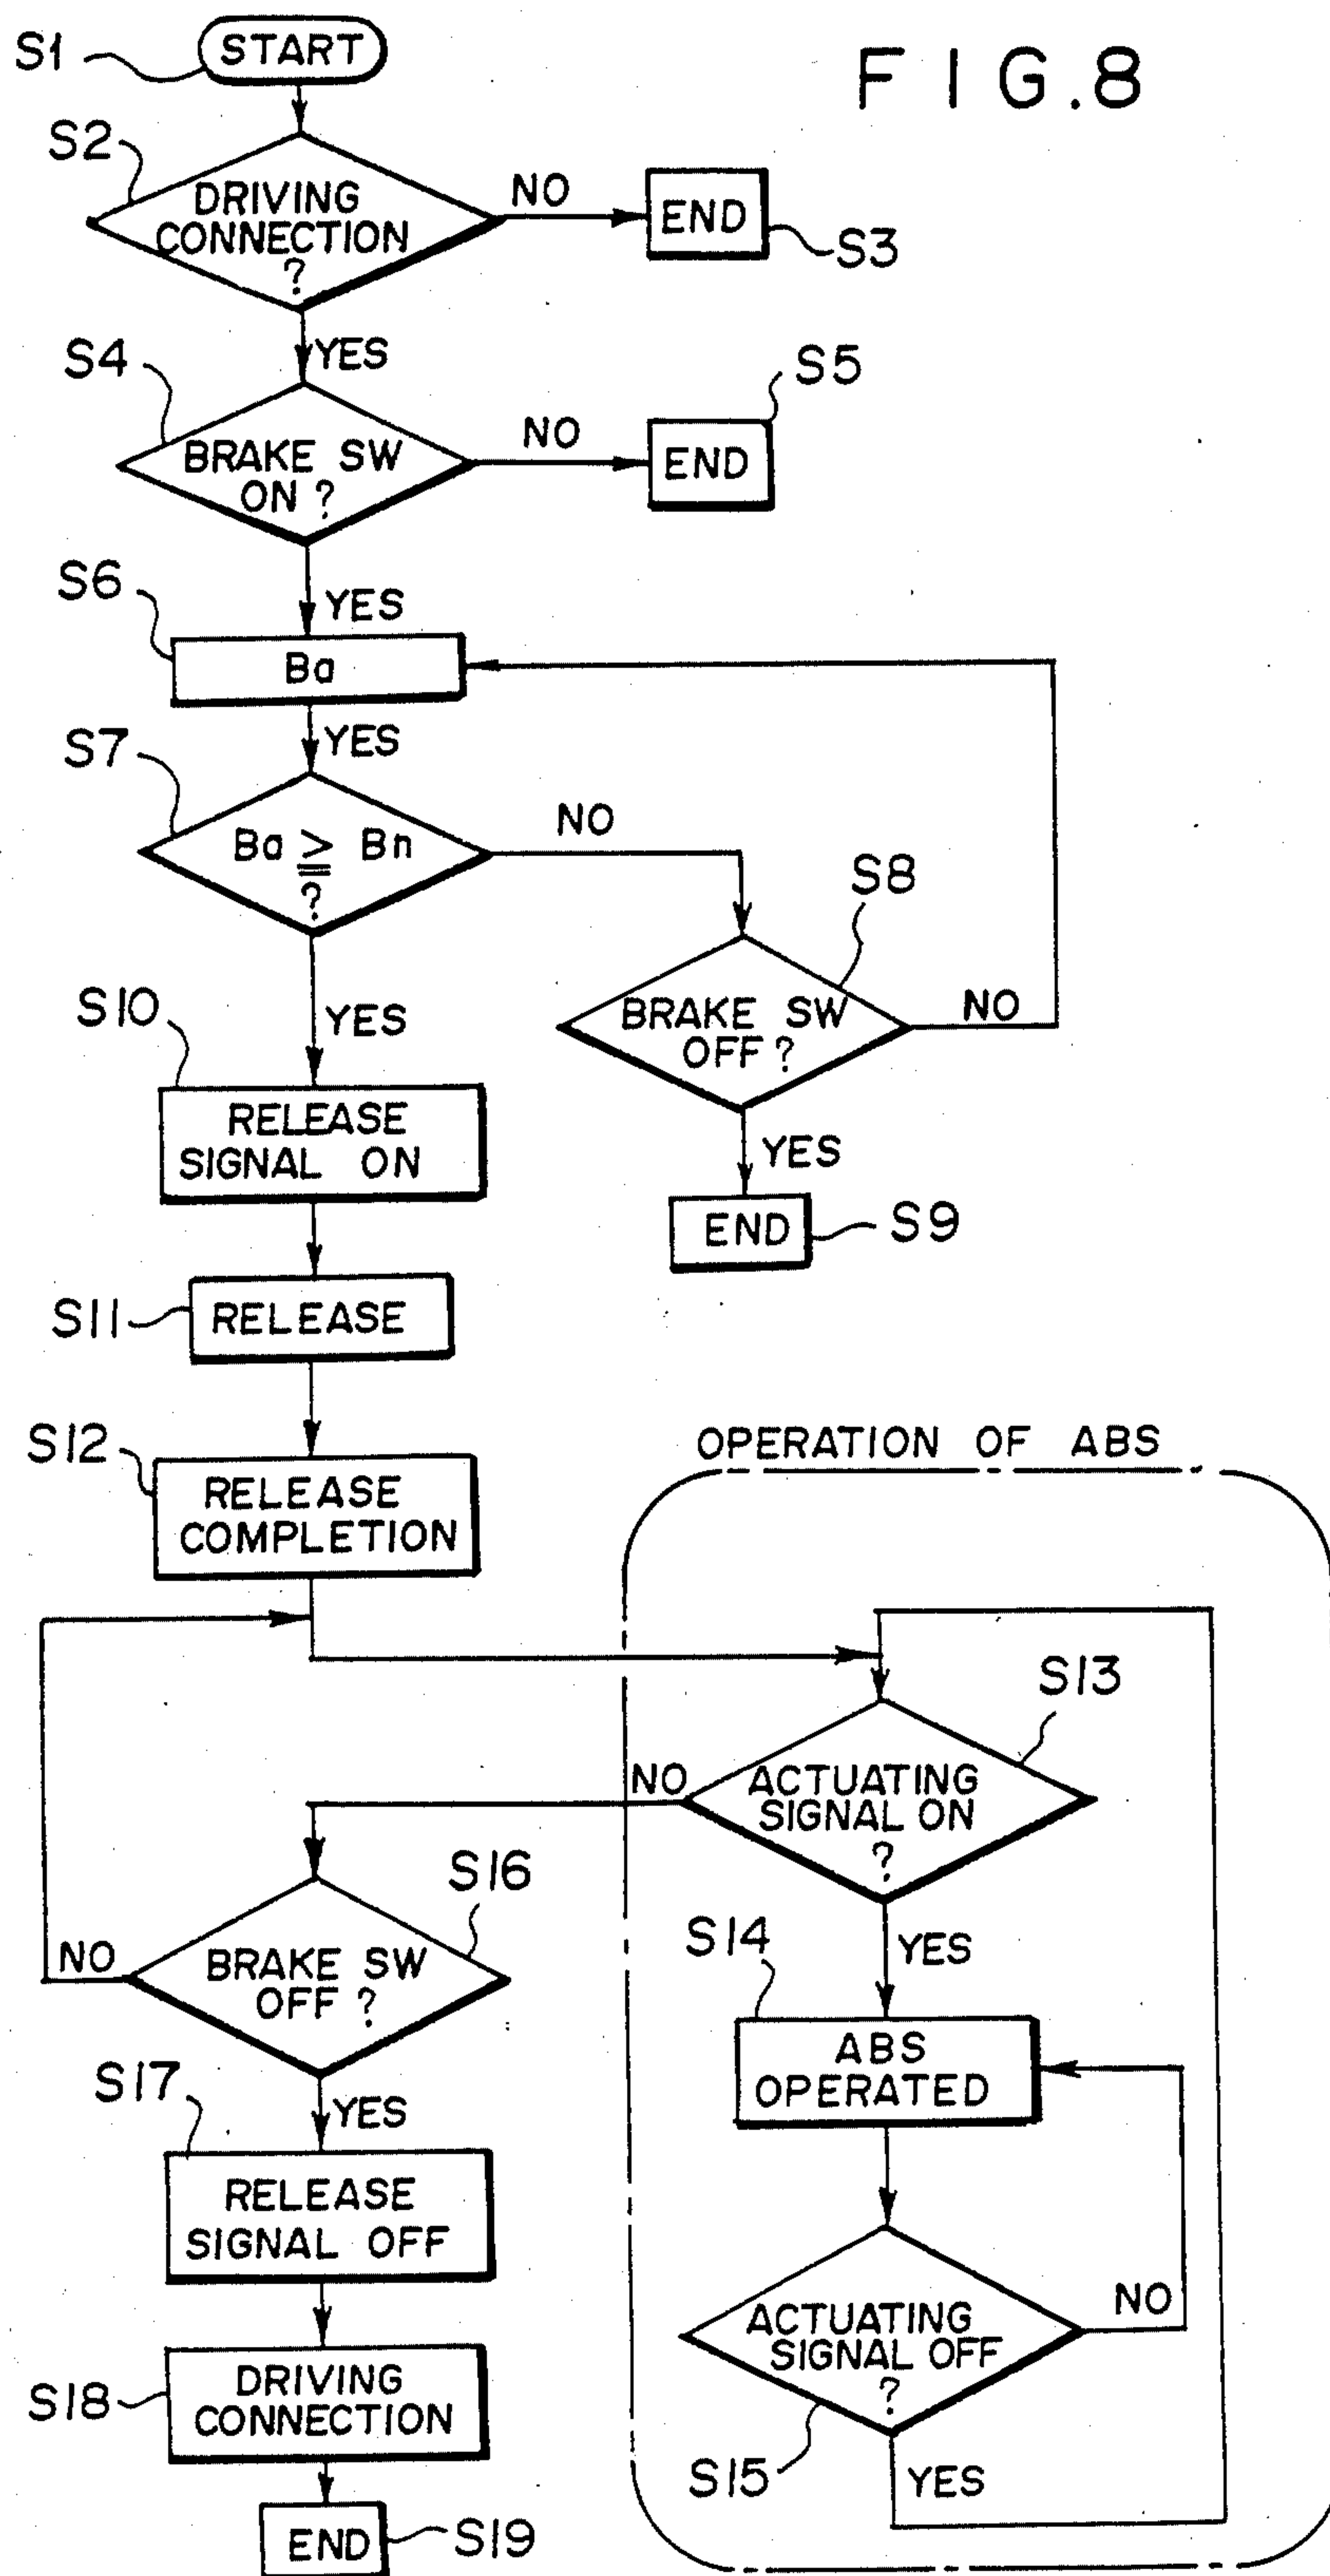 FIG.8
S1
START
S2
DRIVING
CONNECTION
?
NO
END
S3
YES
S4
BRAKE SW
ON ?
NO
END
S5
YES
S6
Ba
YES
S7
Ba ≧ Bn
?
NO
S8
BRAKE SW
OFF ?
NO
YES
END
S9
YES
S10
RELEASE
SIGNAL ON
S11
RELEASE
S12
RELEASE
COMPLETION
OPERATION OF ABS
S13
ACTUATING
SIGNAL ON
?
NO
YES
S14
ABS
OPERATED
ACTUATING
SIGNAL OFF
?
NO
S15
YES
S16
BRAKE SW
OFF ?
NO
YES
S17
RELEASE
SIGNAL OFF
S18
DRIVING
CONNECTION
END
S19